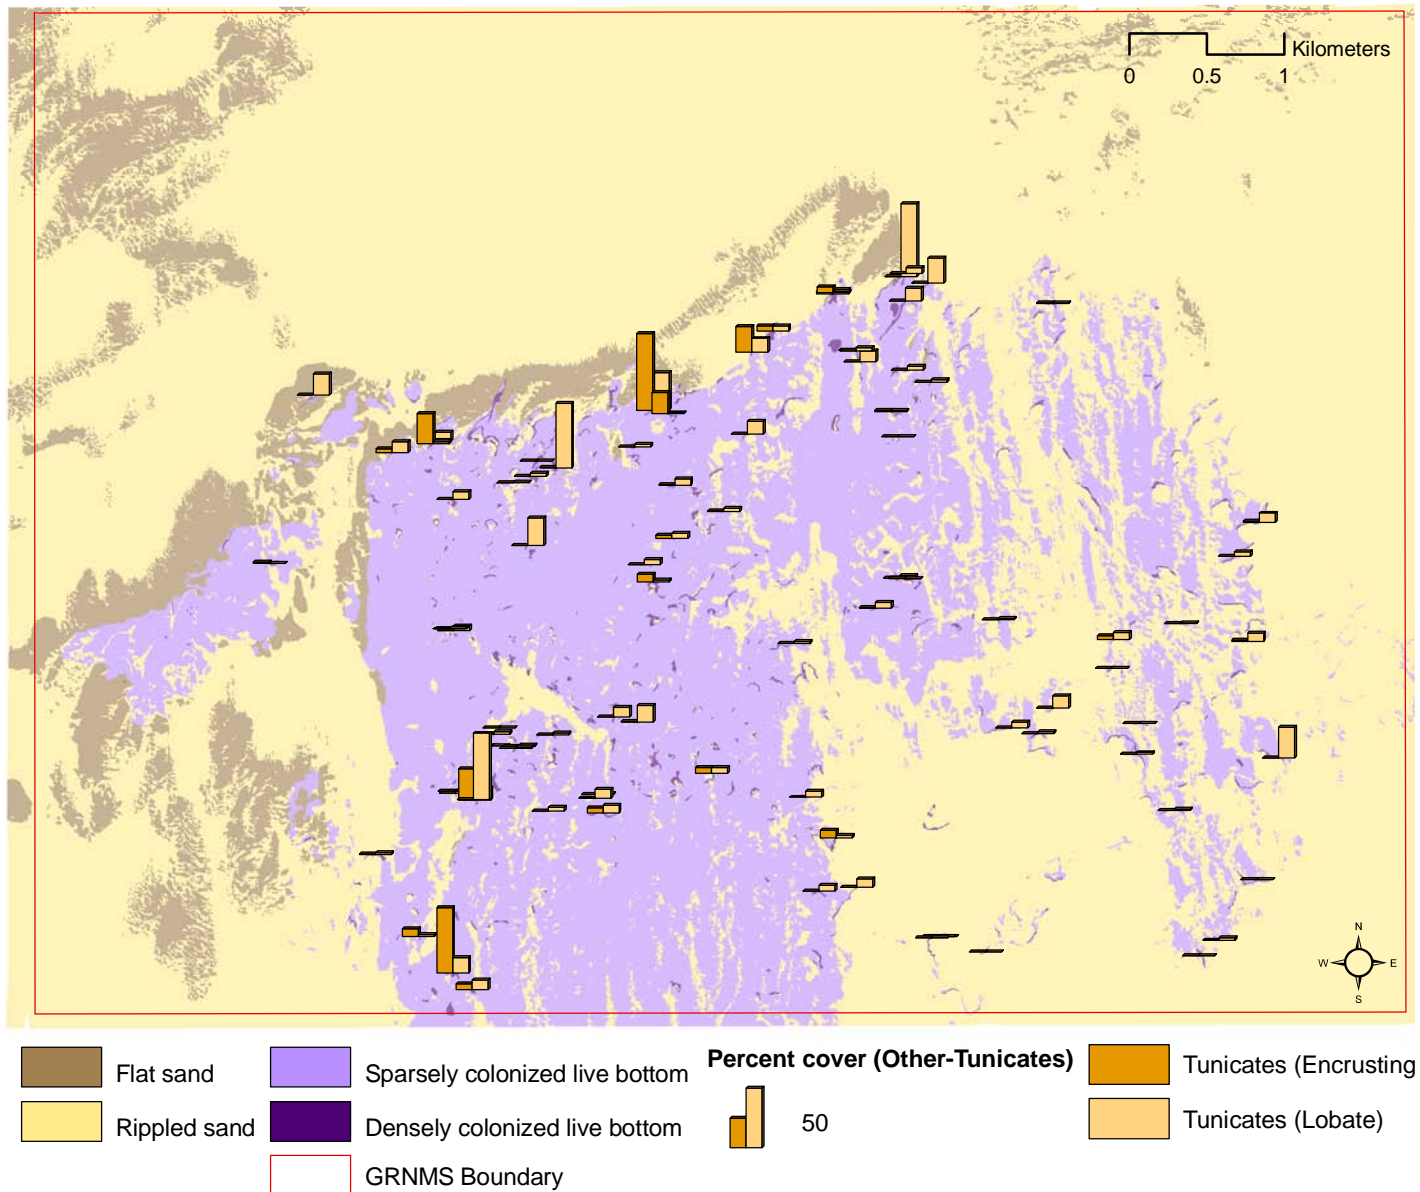 Kilometers
0 0.5 1
N
W E
S
Flat sand
Rippled sand
Sparsely colonized live bottom
Densely colonized live bottom
GRNMS Boundary
Percent cover (Other-Tunicates)
50
Tunicates (Encrusting
Tunicates (Lobate)